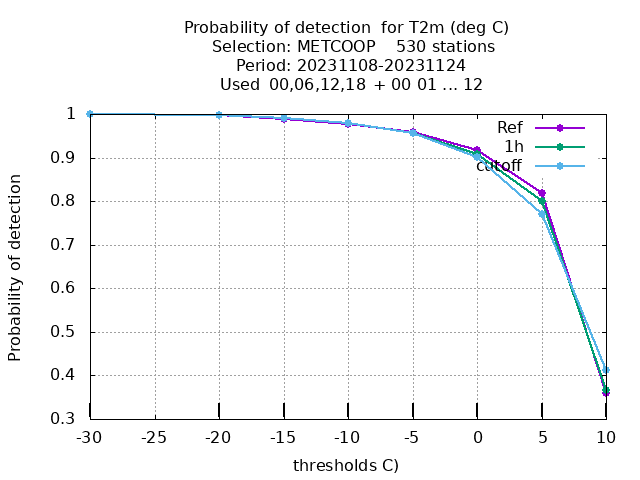 Probability of detection for T2m (deg C)
Selection: METCOOP 530 stations
Period: 20231108-20231124
Used 00,06,12,18 + 00 01 ... 12
Ref
1h
cutoff
Probability of detection
1
0.9
0.8
0.7
0.6
0.5
0.4
0.3
-30 -25 -20 -15 -10 -5 0 5 10
thresholds C)